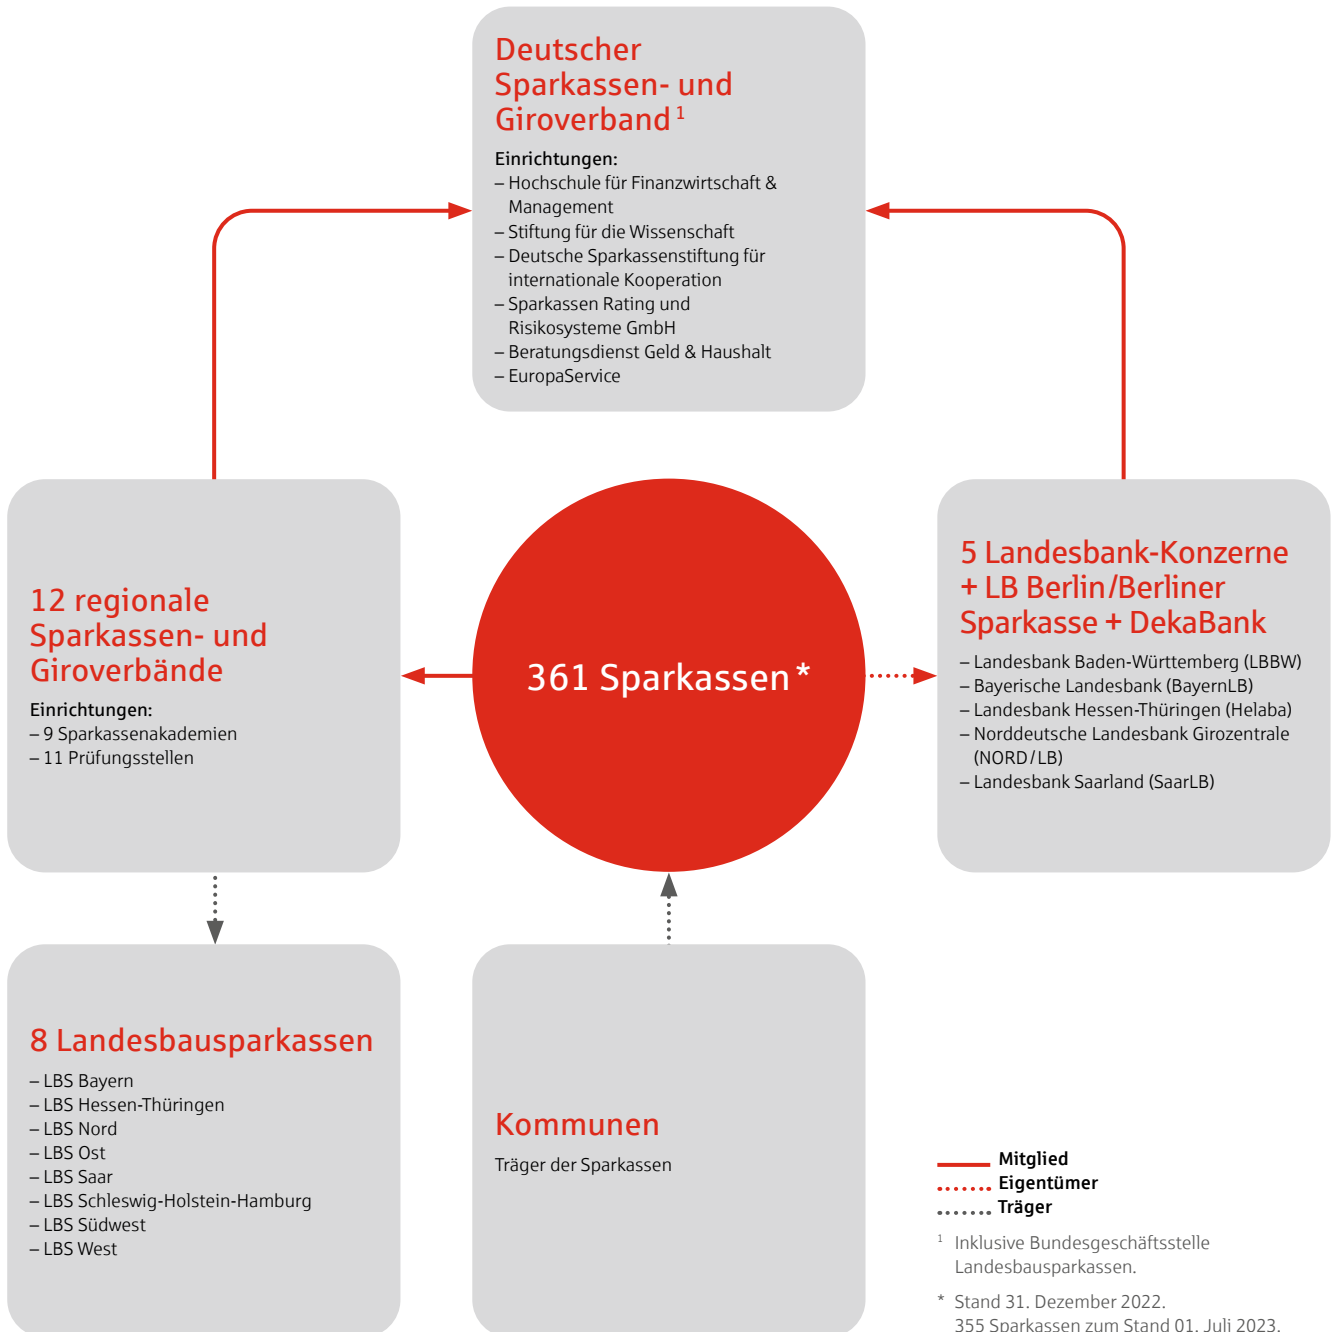 Deutscher
Sparkassen- und
Giroverband ¹
Einrichtungen:
– Hochschule für Finanzwirtschaft &
Management
– Stiftung für die Wissenschaft
– Deutsche Sparkassenstiftung für
internationale Kooperation
– Sparkassen Rating und
Risikosysteme GmbH
– Beratungsdienst Geld & Haushalt
– EuropaService
12 regionale
Sparkassen- und
Giroverbände
Einrichtungen:
– 9 Sparkassenakademien
– 11 Prüfungsstellen
361 Sparkassen*
5 Landesbank-Konzerne
+ LB Berlin/Berliner
Sparkasse + DekaBank
– Landesbank Baden-Württemberg (LBBW)
– Bayerische Landesbank (BayernLB)
– Landesbank Hessen-Thüringen (Helaba)
– Norddeutsche Landesbank Girozentrale
(NORD/LB)
– Landesbank Saarland (SaarLB)
8 Landesbausparkassen
– LBS Bayern
– LBS Hessen-Thüringen
– LBS Nord
– LBS Ost
– LBS Saar
– LBS Schleswig-Holstein-Hamburg
– LBS Südwest
– LBS West
Kommunen
Träger der Sparkassen
Mitglied
Eigentümer
Träger
¹ Inklusive Bundesgeschäftsstelle
Landesbausparkassen.
* Stand 31. Dezember 2022.
355 Sparkassen zum Stand 01. Juli 2023.